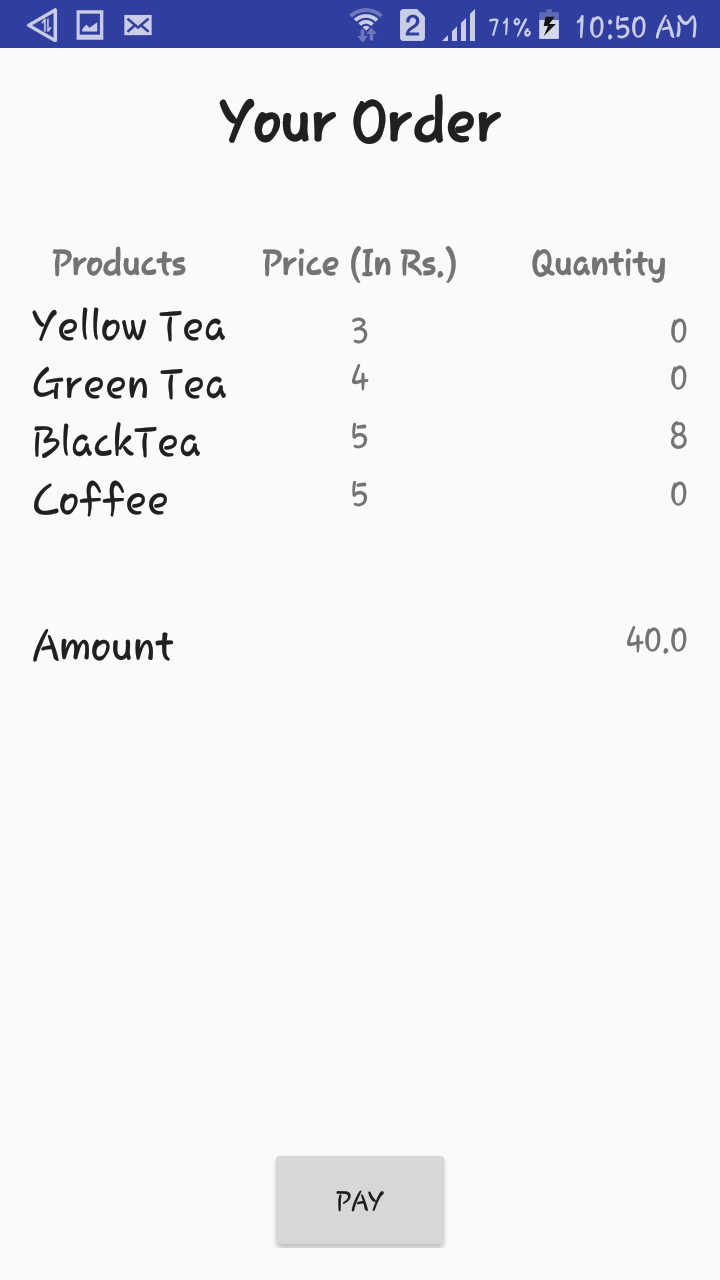 2 71% 10:50 AM
Your Order
Products Price (In Rs.) Quantity
Yellow Tea 3 0
Green Tea 4 0
BlackTea 5 8
Coffee 5 0
Amount 40.0
PAY